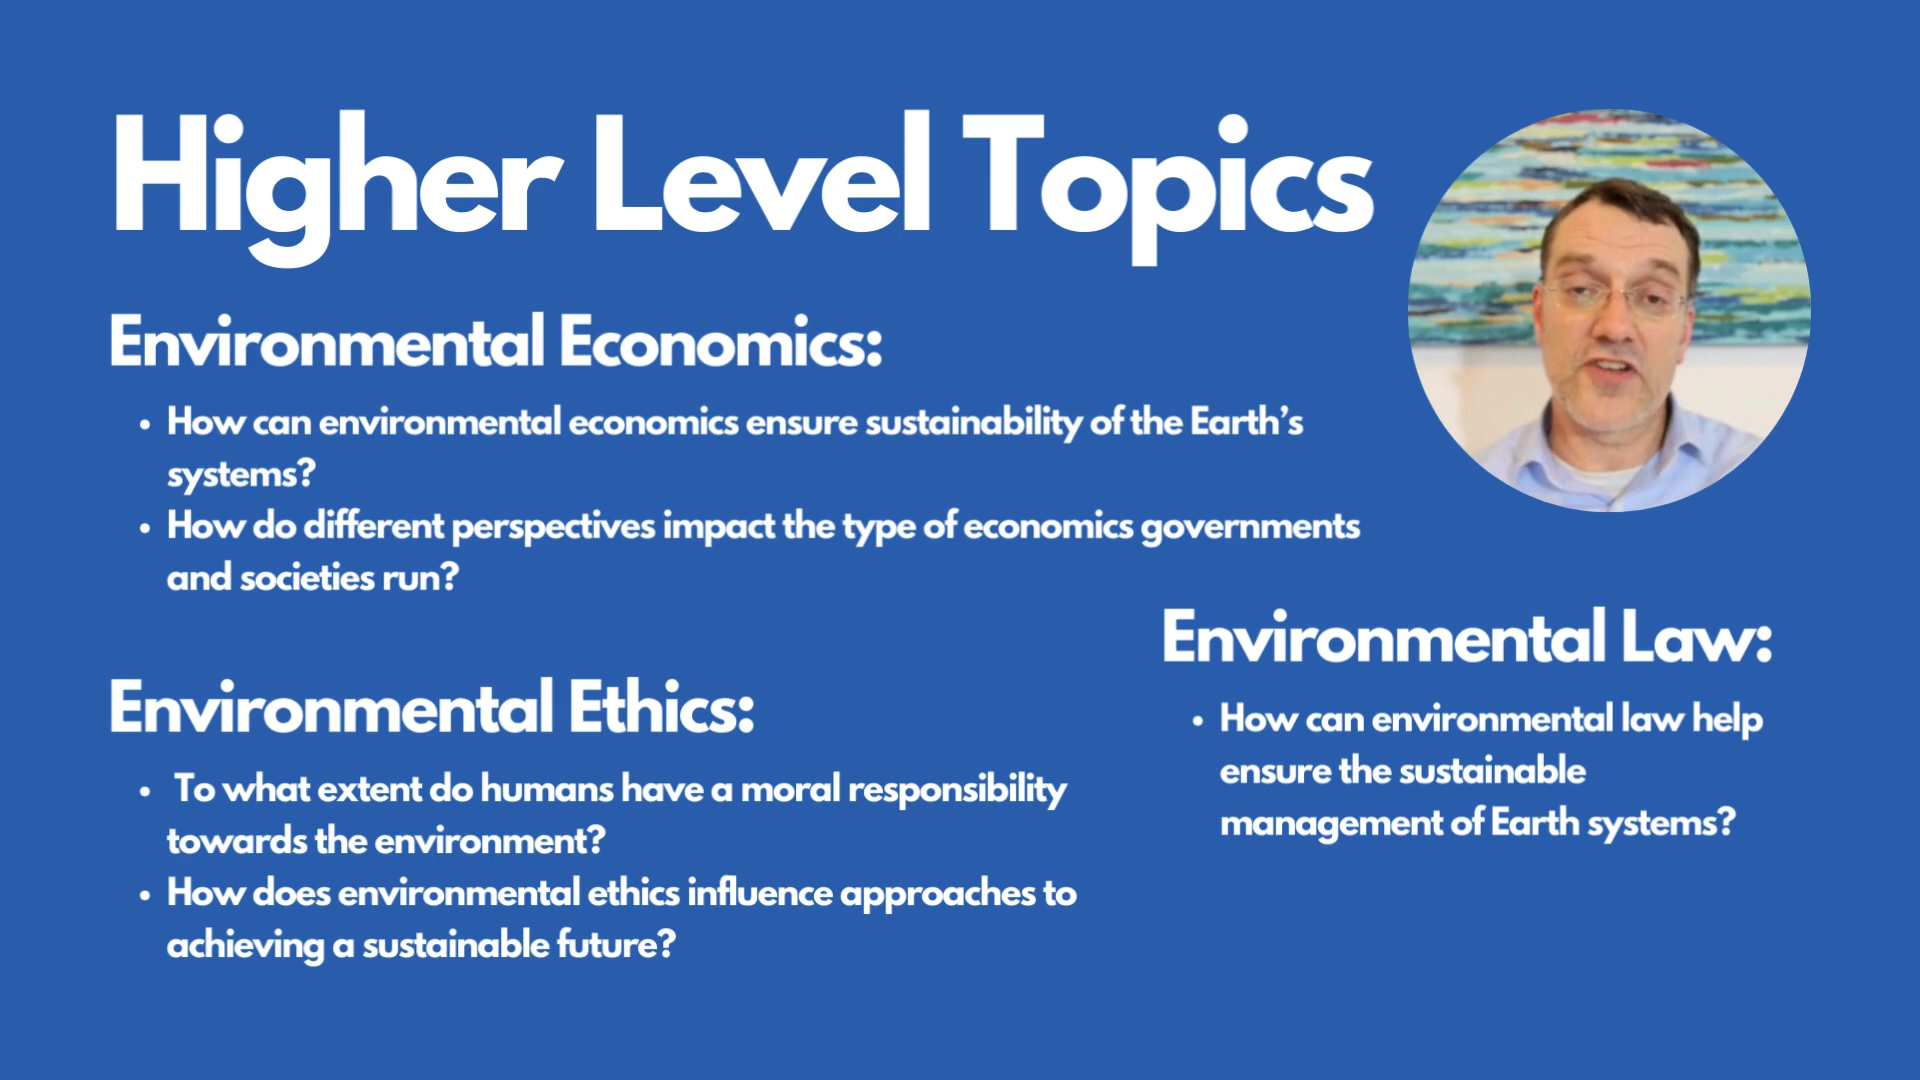 Higher Level Topics
Environmental Economics:
• How can environmental economics ensure sustainability of the Earth’s
systems?
• How do different perspectives impact the type of economics governments
and societies run?
Environmental Ethics:
• To what extent do humans have a moral responsibility
towards the environment?
• How does environmental ethics influence approaches to
achieving a sustainable future?
Environmental Law:
• How can environmental law help
ensure the sustainable
management of Earth systems?